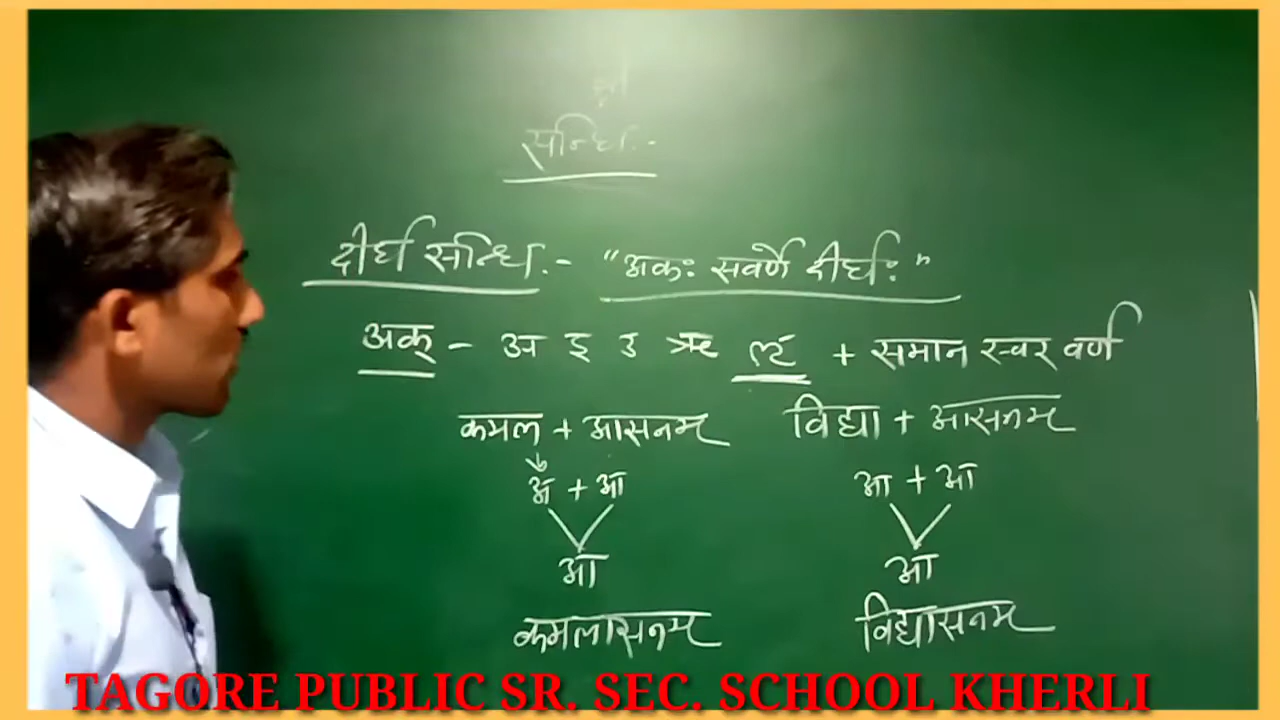 सन्धि:-
दीर्घ सन्धि:- "अक: सवर्णे दीर्घ:"
अक् - अ इ उ ऋ ऌ + समान स्वर वर्ण
कमल + आसनम् विद्या + आसनम्
अ + आ आ + आ
आ आ
कमलासनम् विद्यासनम्
TAGORE PUBLIC SR. SEC. SCHOOL KHERLI